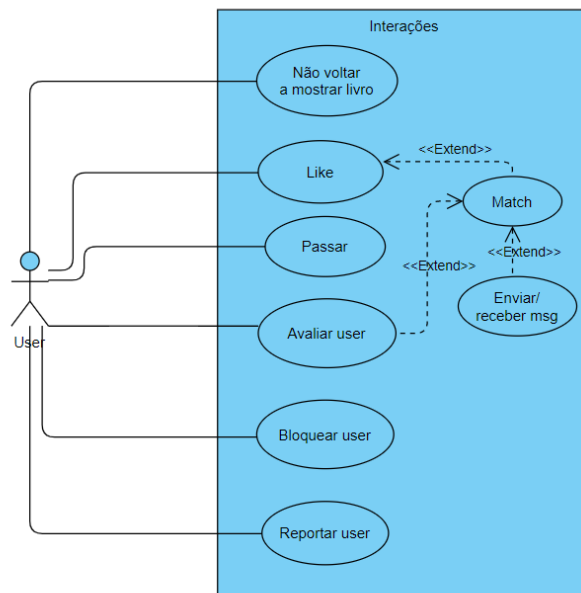 Interações
Não voltar
a mostrar livro
<<Extend>>
Like
Match
Passar
<<Extend>>
<<Extend>>
Enviar/
receber msg
Avaliar user
User
Bloquear user
Reportar user